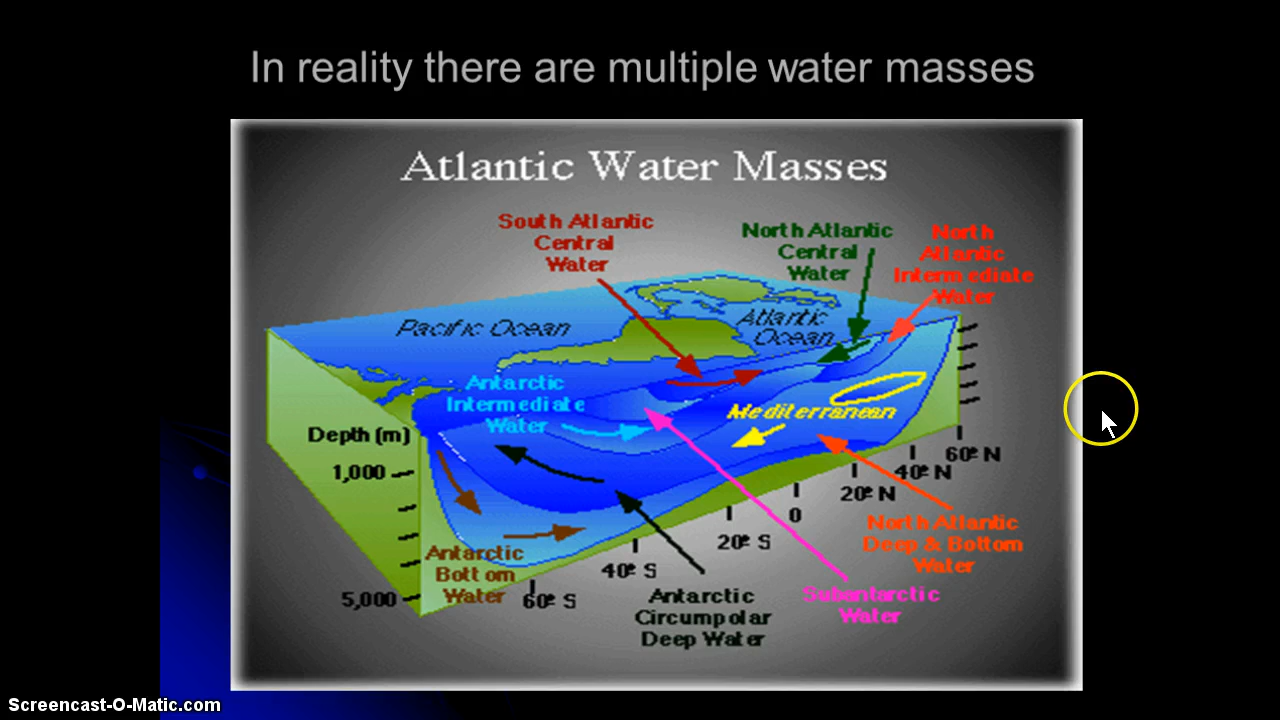 In reality there are multiple water masses
Atlantic Water Masses
South Atlantic
Central
Water
North Atlantic
Central
Water
North
Atlantic
Intermediate
Water
Pacific Ocean
Atlantic
Ocean
Antarctic
Intermediate
Water
Mediterranean
Depth (m)
1,000
5,000
60º N
40º N
20º N
0
20º S
40º S
60º S
North Atlantic
Deep & Bottom
Water
Antarctic
Bottom
Water
Antarctic
Circumpolar
Deep Water
Subantarctic
Water
Screencast-O-Matic.com